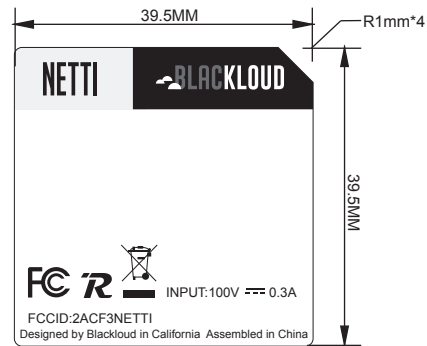 39.5MM
R1mm*4
NETTI
BLACKLOUD
39.5MM
FC R
INPUT:100V ⎓ 0.3A
FCCID:2ACF3NETTI
Designed by Blackloud in California Assembled in China